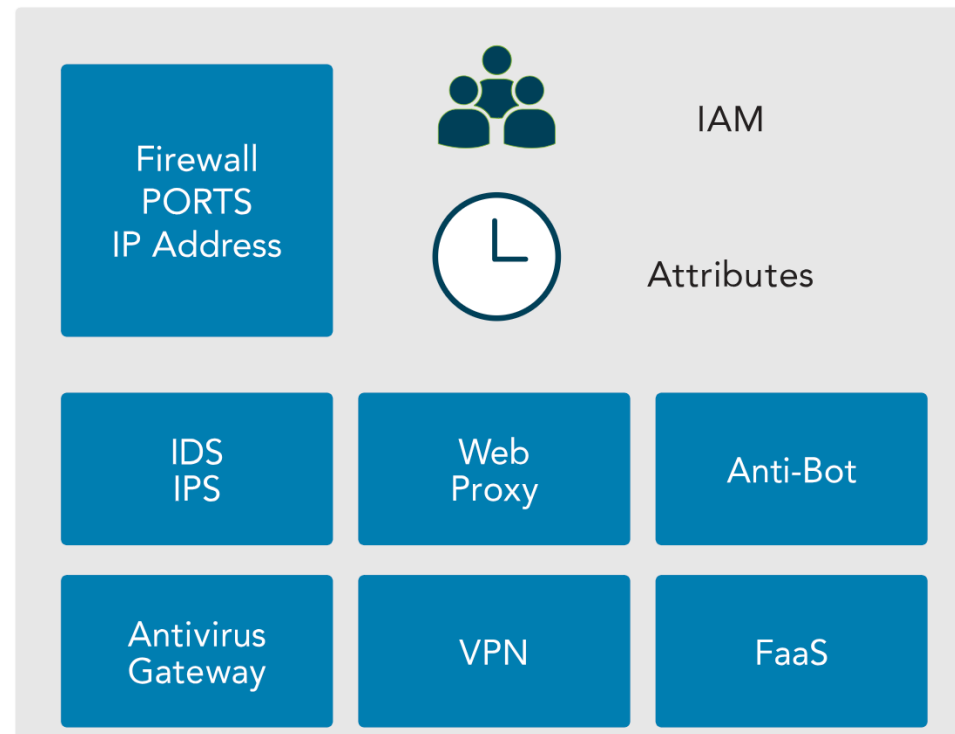 Firewall
PORTS
IP Address
IAM
Attributes
IDS
IPS
Web
Proxy
Anti-Bot
Antivirus
Gateway
VPN
FaaS